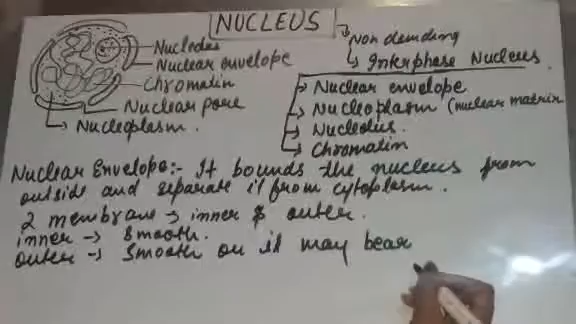 NUCLEUS
Non deviding
Interphase Nucleus.
Nucleolus
Nuclear envelope
Chromatin
Nuclear pore
Nucleoplasm.
Nuclear envelope
Nucleoplasm (nuclear matrix
Nucleolus.
Chromatin
Nuclear Envelope:- It bounds the nucleus from
outside and separate it from cytoplasm.
2 membrane → inner & outer.
inner → Smooth.
outer → Smooth or it may bear